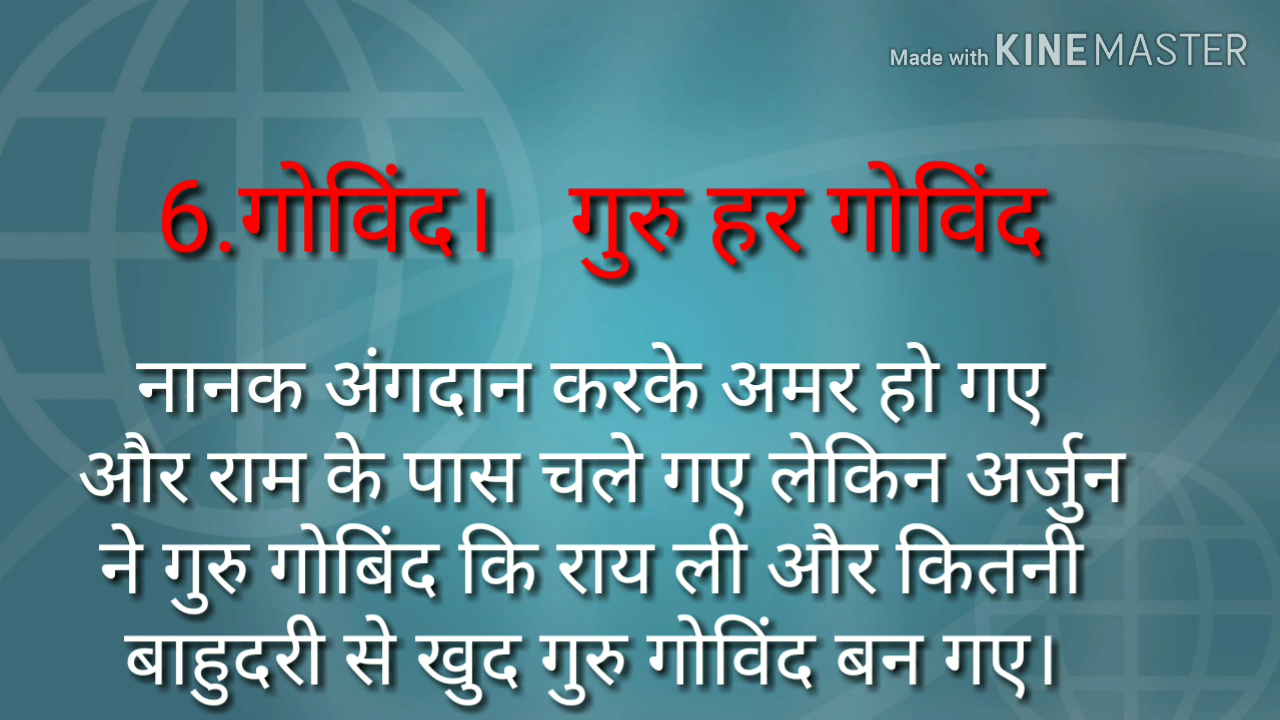 Made with KINEMASTER
6.गोविंद। गुरु हर गोविंद
नानक अंगदान करके अमर हो गए
और राम के पास चले गए लेकिन अर्जुन
ने गुरु गोबिंद कि राय ली और कितनी
बाहुदरी से खुद गुरु गोविंद बन गए।